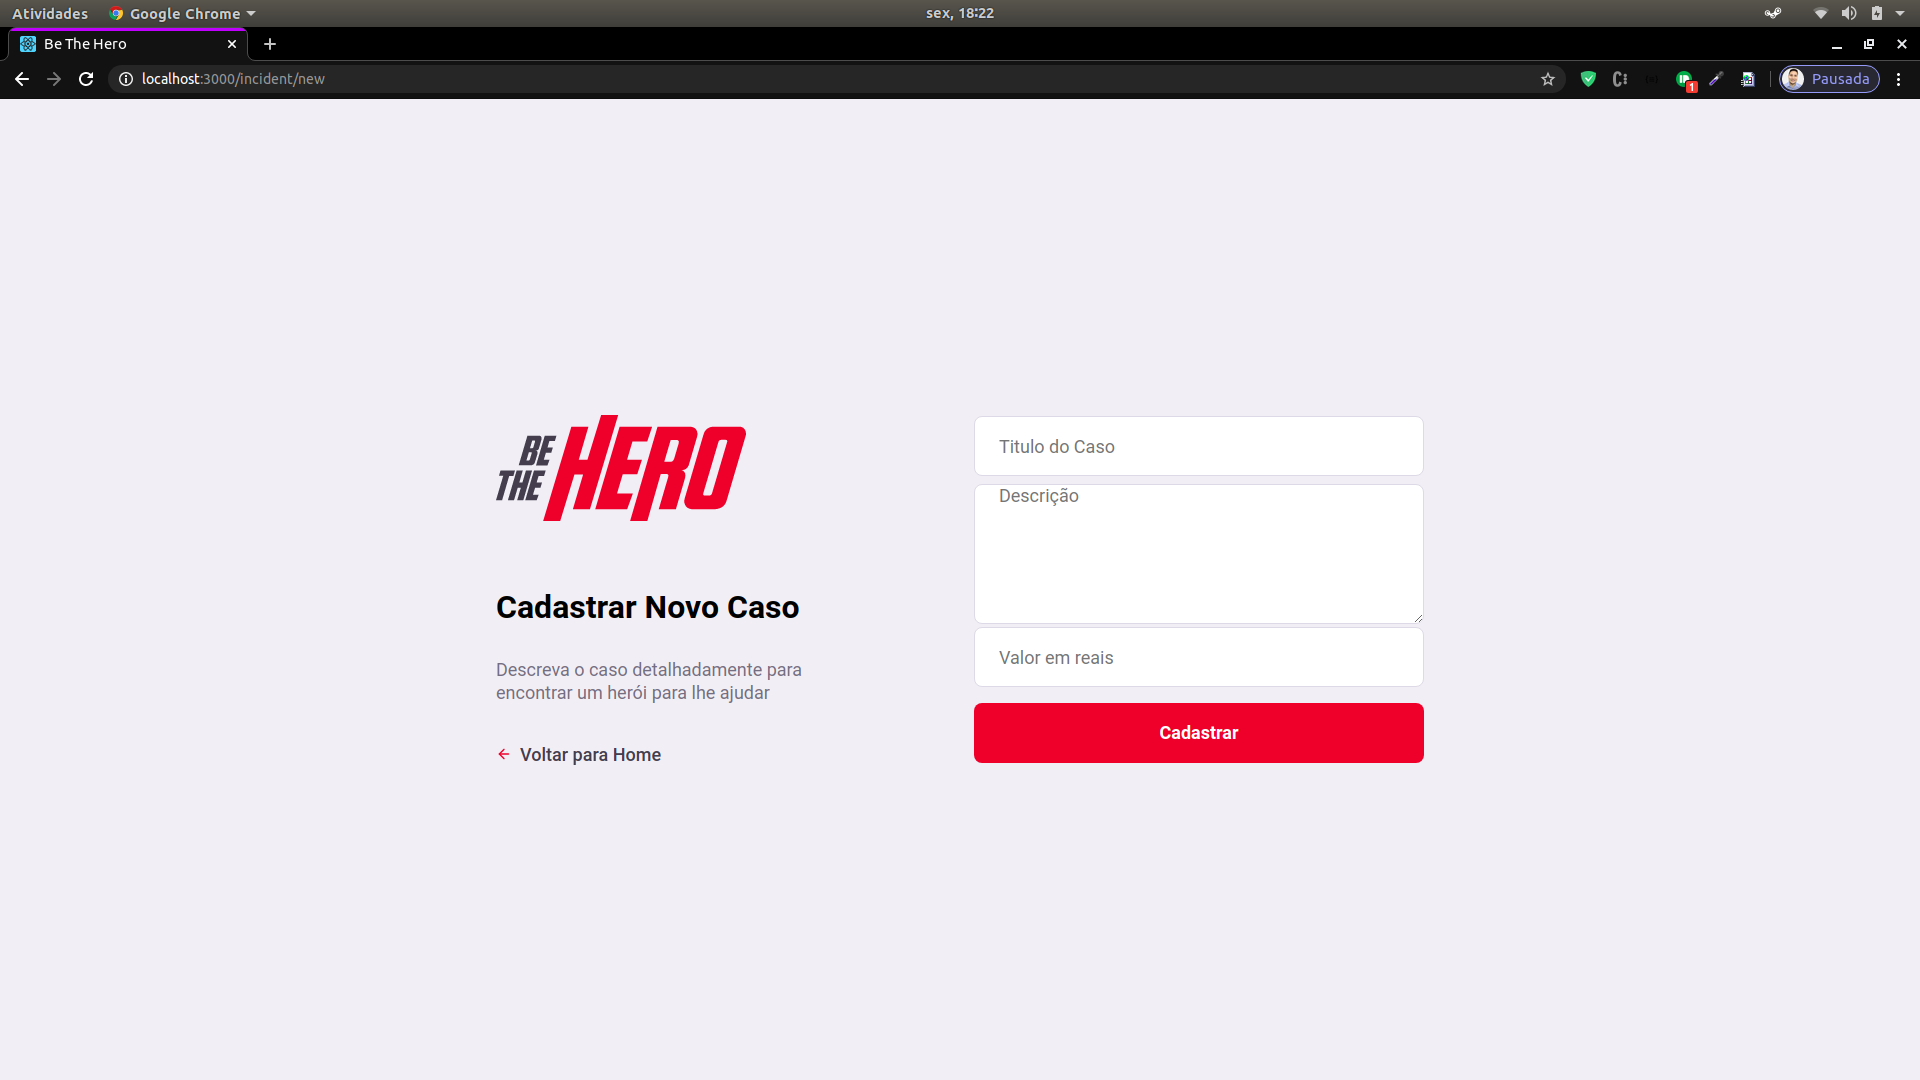 Atividades
Google Chrome
sex, 18:22
Be The Hero
localhost:3000/incident/new
1
Pausada
BE
THE
HERO
Cadastrar Novo Caso
Descreva o caso detalhadamente para
encontrar um herói para lhe ajudar
Voltar para Home
Titulo do Caso
Descrição
Valor em reais
Cadastrar